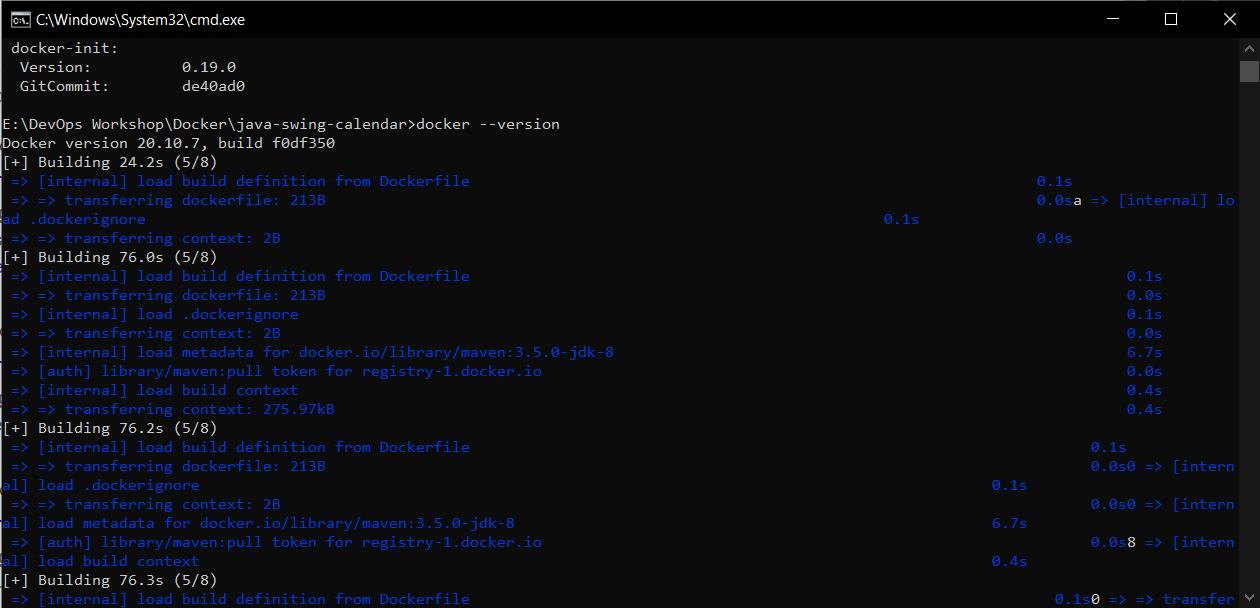 C:\Windows\System32\cmd.exe
docker-init:
Version: 0.19.0
GitCommit: de40ad0
E:\DevOps Workshop\Docker\java-swing-calendar>docker --version
Docker version 20.10.7, build f0df350
[+] Building 24.2s (5/8)
=> [internal] load build definition from Dockerfile 0.1s
=> => transferring dockerfile: 213B 0.0sa => [internal] lo
ad .dockerignore 0.1s
=> => transferring context: 2B 0.0s
[+] Building 76.0s (5/8)
=> [internal] load build definition from Dockerfile 0.1s
=> => transferring dockerfile: 213B 0.0s
=> [internal] load .dockerignore 0.1s
=> => transferring context: 2B 0.0s
=> [internal] load metadata for docker.io/library/maven:3.5.0-jdk-8 6.7s
=> [auth] library/maven:pull token for registry-1.docker.io 0.0s
=> [internal] load build context 0.4s
=> => transferring context: 275.97kB 0.4s
[+] Building 76.2s (5/8)
=> [internal] load build definition from Dockerfile 0.1s
=> => transferring dockerfile: 213B 0.0s0 => [intern
al] load .dockerignore 0.1s
=> => transferring context: 2B 0.0s0 => [intern
al] load metadata for docker.io/library/maven:3.5.0-jdk-8 6.7s
=> [auth] library/maven:pull token for registry-1.docker.io 0.0s8 => [intern
al] load build context 0.4s
[+] Building 76.3s (5/8)
=> [internal] load build definition from Dockerfile 0.1s0 => => transfer